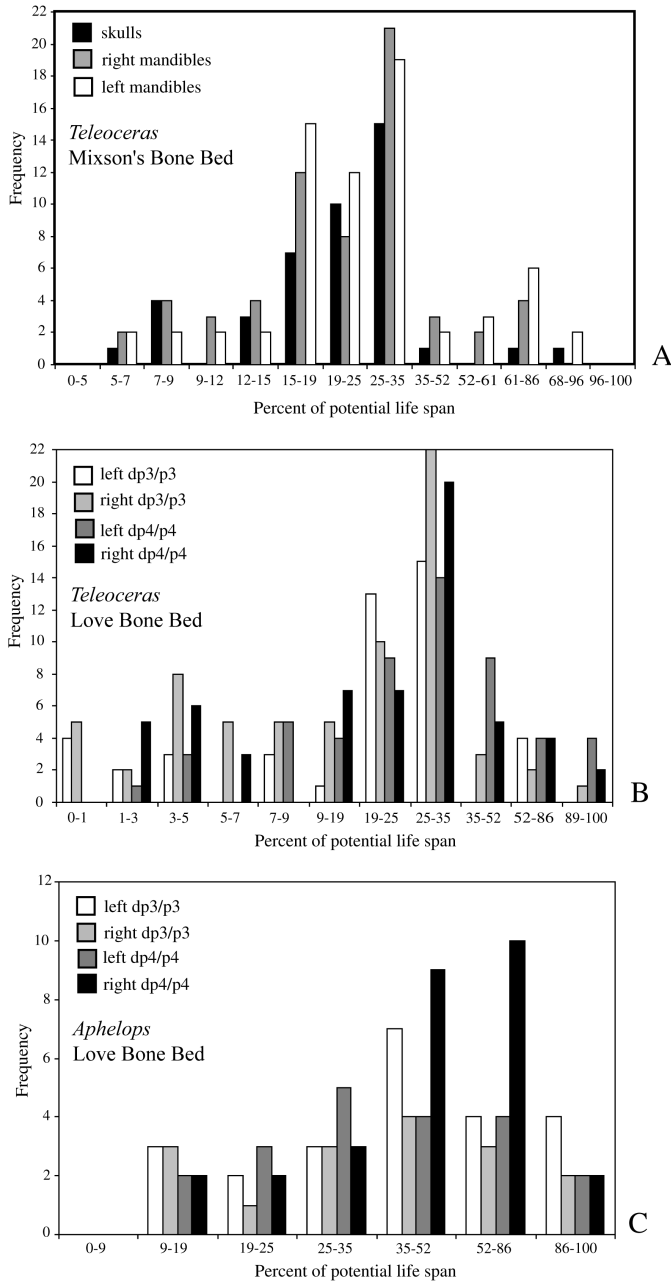 22
20
18
16
14
12
10
8
6
4
2
0
Frequency
skulls
right mandibles
left mandibles
Teleoceras
Mixson's Bone Bed
A
0-5 5-7 7-9 9-12 12-15 15-19 19-25 25-35 35-52 52-61 61-86 68-96 96-100
Percent of potential life span
22
20
18
16
14
12
10
8
6
4
2
0
Frequency
left dp3/p3
right dp3/p3
left dp4/p4
right dp4/p4
Teleoceras
Love Bone Bed
B
0-1 1-3 3-5 5-7 7-9 9-19 19-25 25-35 35-52 52-86 89-100
Percent of potential life span
12
10
8
6
4
2
0
Frequency
left dp3/p3
right dp3/p3
left dp4/p4
right dp4/p4
Aphelops
Love Bone Bed
C
0-9 9-19 19-25 25-35 35-52 52-86 86-100
Percent of potential life span